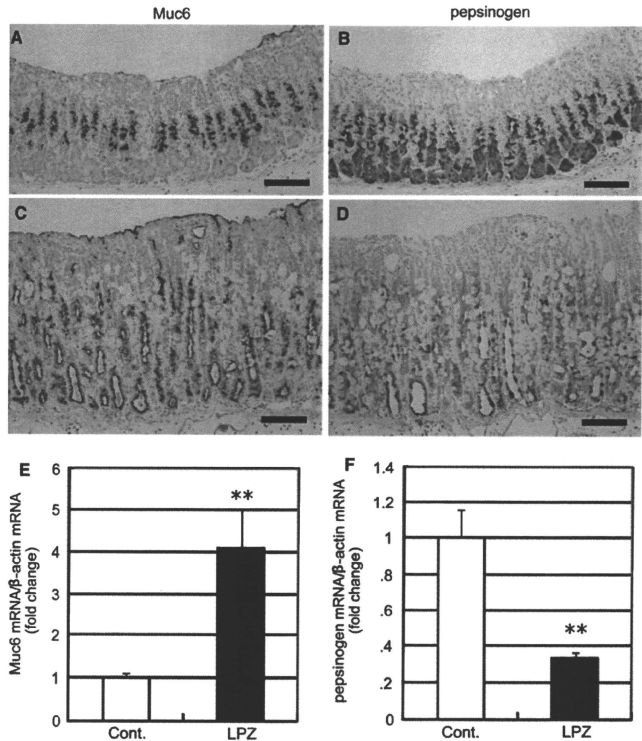 Muc6 pepsinogen
A B
C D
E F
Muc6 mRNA/β-actin mRNA
(fold change)
6
5
4
3
2
1
0
**
Cont. LPZ
pepsinogen mRNA/β-actin mRNA
(fold change)
1.4
1.2
1
.8
.6
.4
.2
0
**
Cont. LPZ